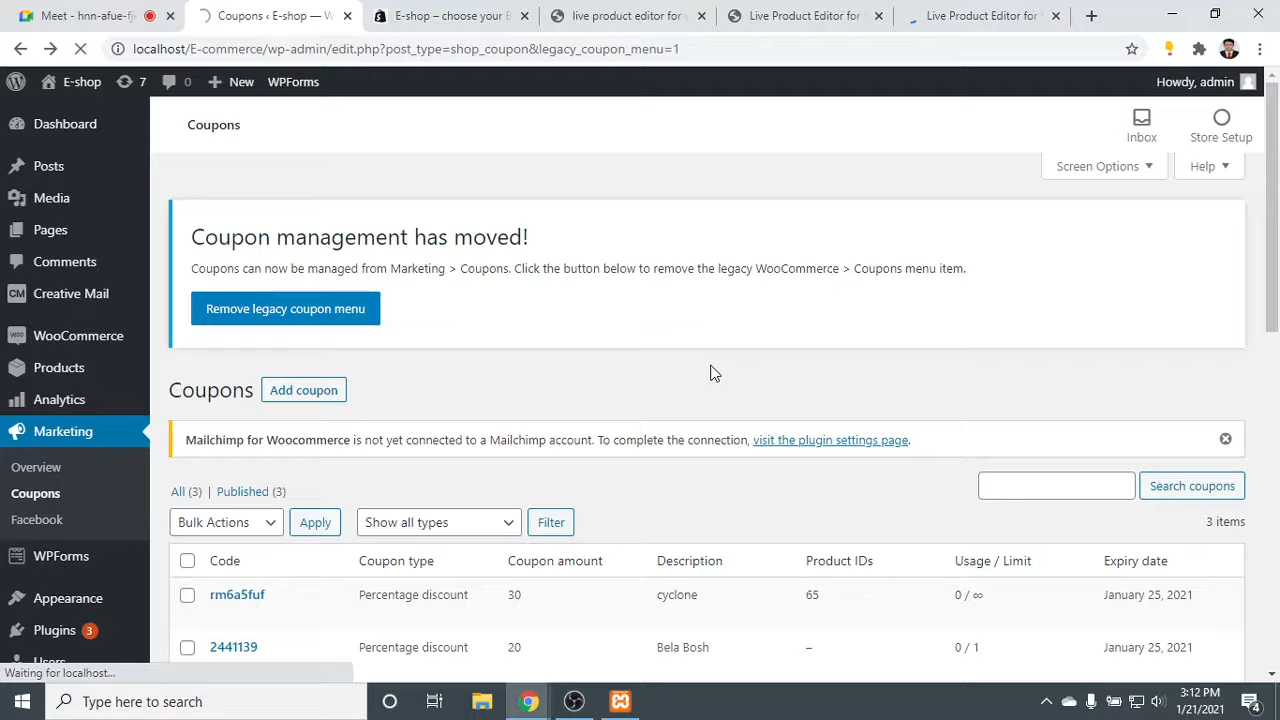 Meet - hnn-afue-fj
Coupons ‹ E-shop — W
E-shop – choose your B
live product editor for w
Live Product Editor for
Live Product Editor for
localhost/E-commerce/wp-admin/edit.php?post_type=shop_coupon&legacy_coupon_menu=1
E-shop 7 0 New WPForms Howdy, admin
Dashboard
Posts
Media
Pages
Comments
CM Creative Mail
Woo WooCommerce
Products
Analytics
Marketing
Overview
Coupons
Facebook
WPForms
Appearance
Plugins 3
Users
Coupons
Inbox
Store Setup
Screen Options
Help
Coupon management has moved!
Coupons can now be managed from Marketing > Coupons. Click the button below to remove the legacy WooCommerce > Coupons menu item.
Remove legacy coupon menu
Coupons Add coupon
Mailchimp for Woocommerce is not yet connected to a Mailchimp account. To complete the connection, visit the plugin settings page.
All (3) | Published (3)
Search coupons
Bulk Actions Apply Show all types Filter
3 items
Code Coupon type Coupon amount Description Product IDs Usage / Limit Expiry date
rm6a5fuf Percentage discount 30 cyclone 65 0 / ∞ January 25, 2021
2441139 Percentage discount 20 Bela Bosh – 0 / 1 January 25, 2021
Waiting for localhost...
Type here to search
3:12 PM
1/21/2021
4